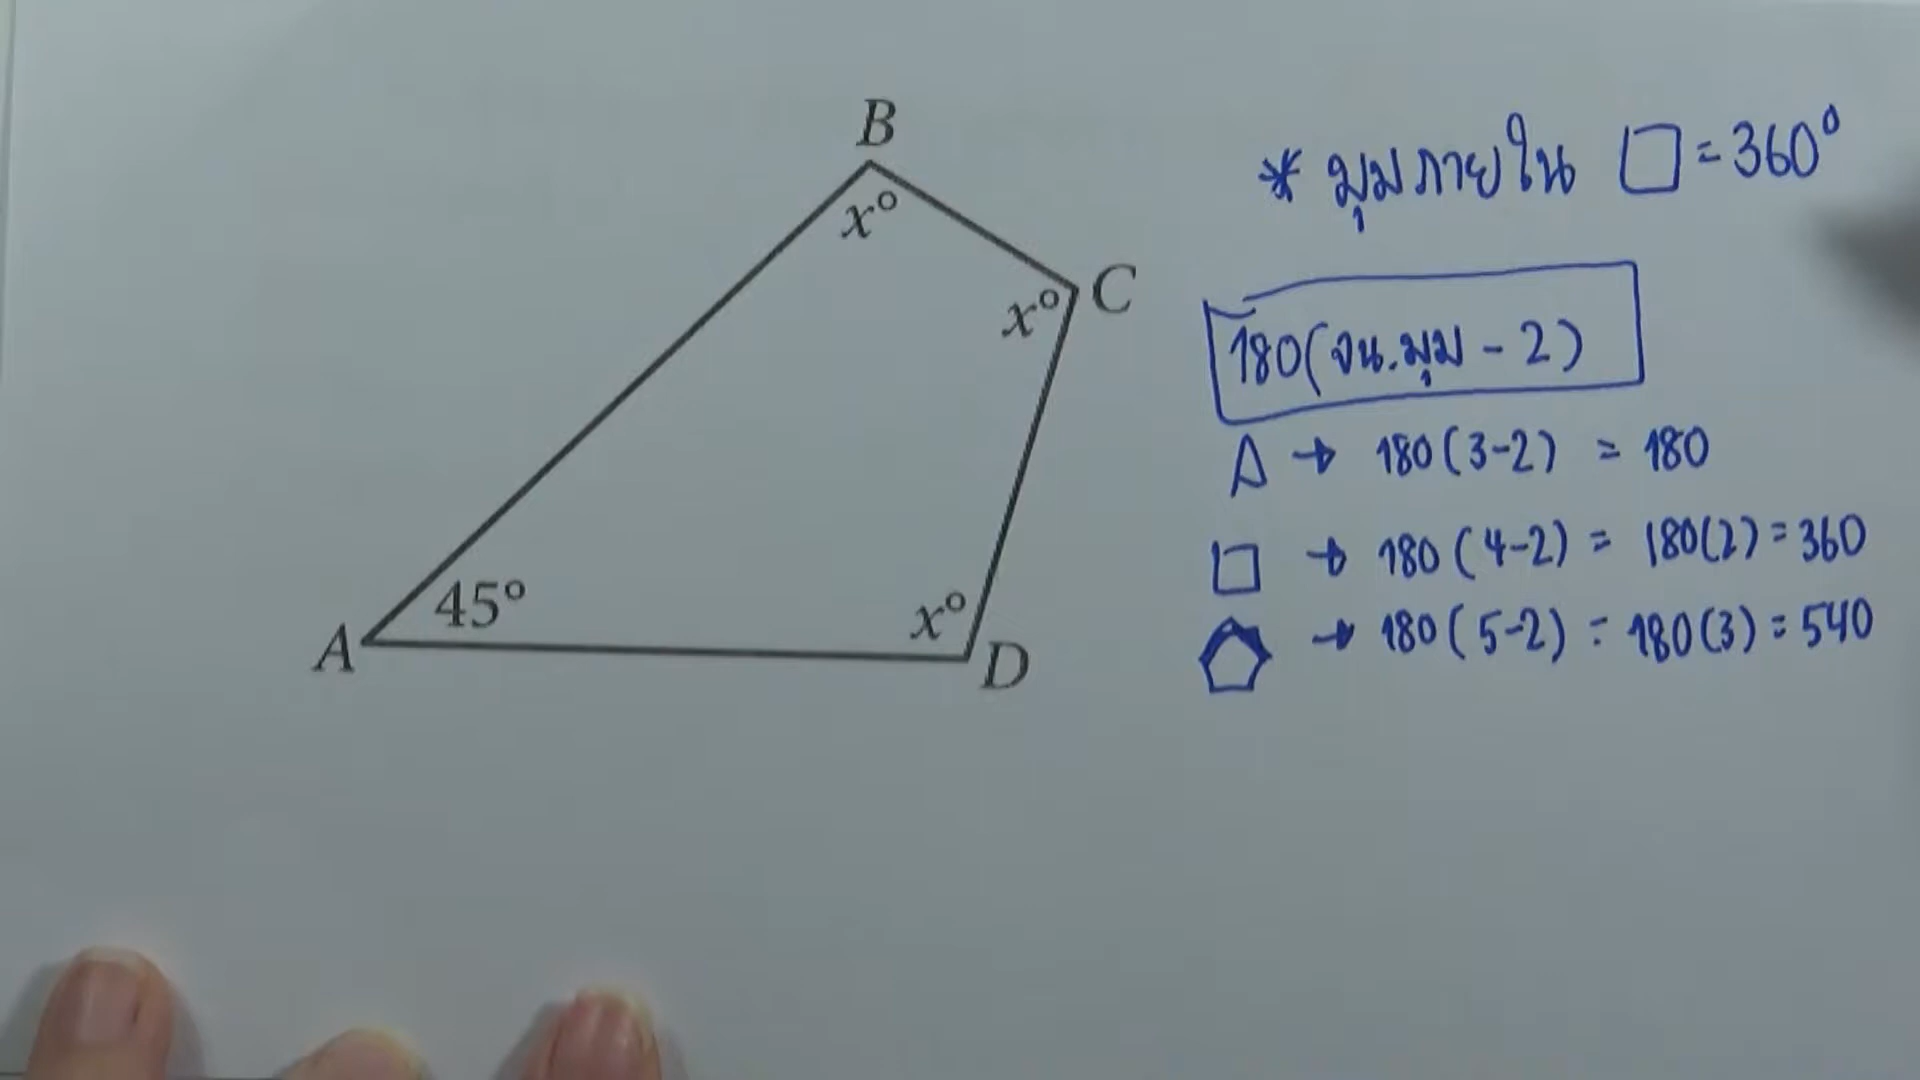 B
x°
C
x°
45°
x°
A
D
* มุมภายใน □ = 360°
180(จน.มุม - 2)
△ → 180(3-2) = 180
□ → 180(4-2) = 180(2) = 360
⬠ → 180(5-2) = 180(3) = 540